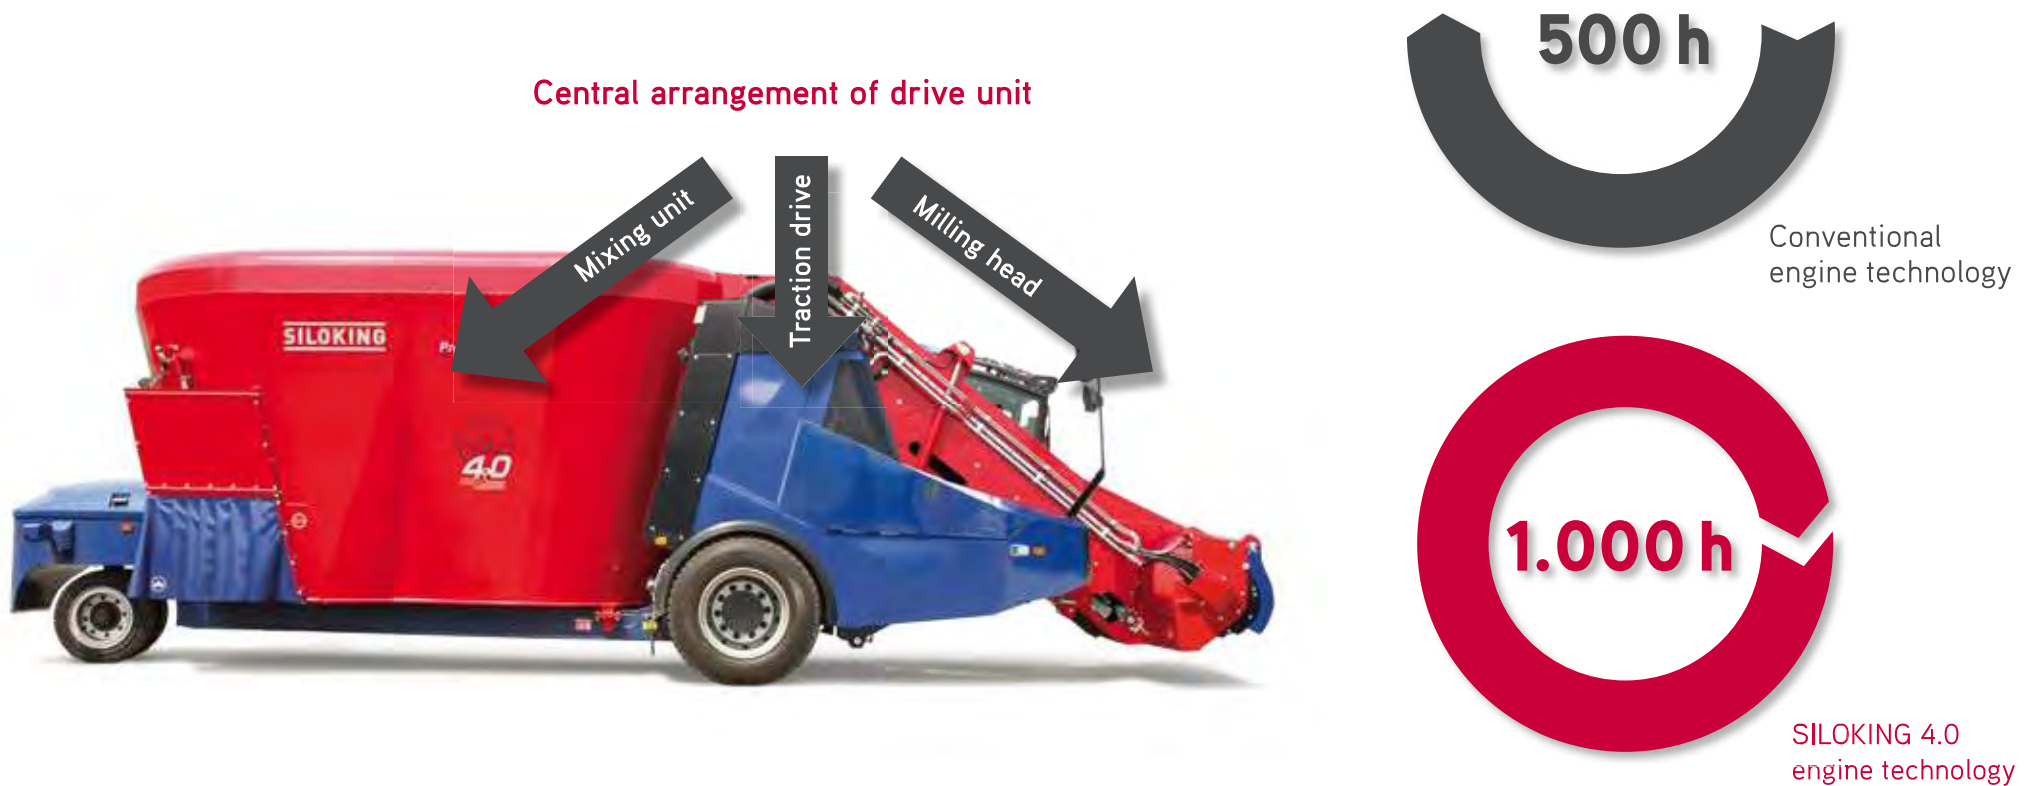 Central arrangement of drive unit
Mixing unit
Traction drive
Milling head
SILOKING
4.0
500 h
Conventional
engine technology
1.000 h
SILOKING 4.0
engine technology